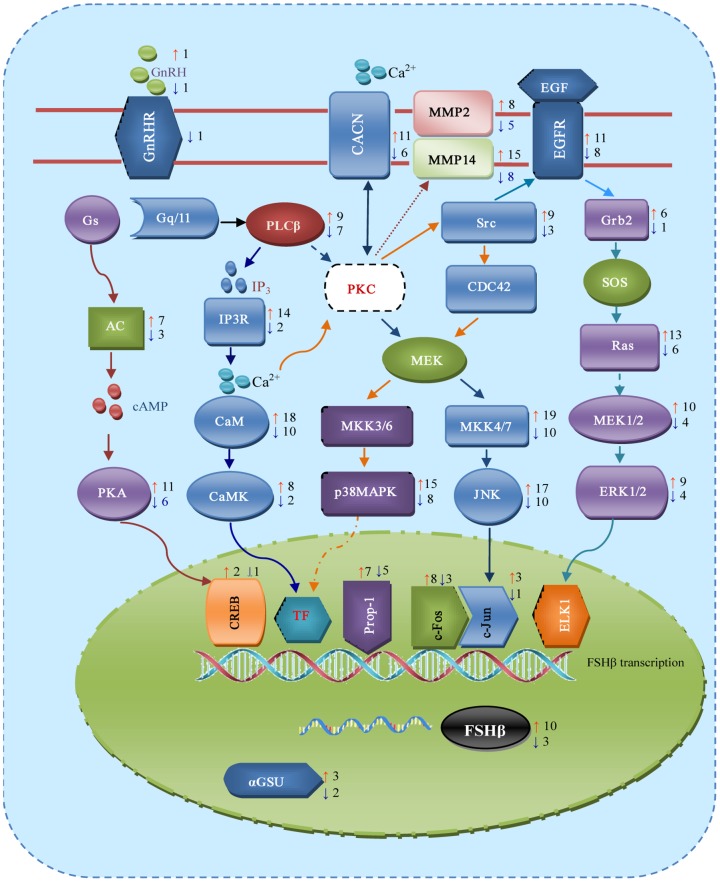 ↑ 1
GnRH
↓ 1
GnRHR
↓ 1
Ca2+
CACN
↑11
↓6
MMP2
↑ 8
↓ 5
MMP14
↑ 15
↓ 8
EGF
EGFR
↑ 11
↓ 8
Gs
Gq/11
PLCβ
↑ 9
↓ 7
Src
↑9
↓3
Grb2
↑ 6
↓ 1
IP3
PKC
CDC42
SOS
AC
↑ 7
↓ 3
IP3R
↑ 14
↓ 2
MEK
Ras
↑13
↓ 6
Ca2+
cAMP
CaM
↑ 18
↓ 10
MKK3/6
MKK4/7
↑ 19
↓ 10
MEK1/2
↑ 10
↓ 4
PKA
↑ 11
↓ 6
CaMK
↑ 8
↓ 2
p38MAPK
↑ 15
↓ 8
JNK
↑ 17
↓ 10
ERK1/2
↑ 9
↓ 4
↑ 2 ↓1
CREB
TF
↑7 ↓5
Prop-1
↑8↓3
c-Fos
c-Jun
↑3
↓1
ELK1
FSHβ transcription
FSHβ
↑ 10
↓ 3
αGSU
↑ 3
↓ 2